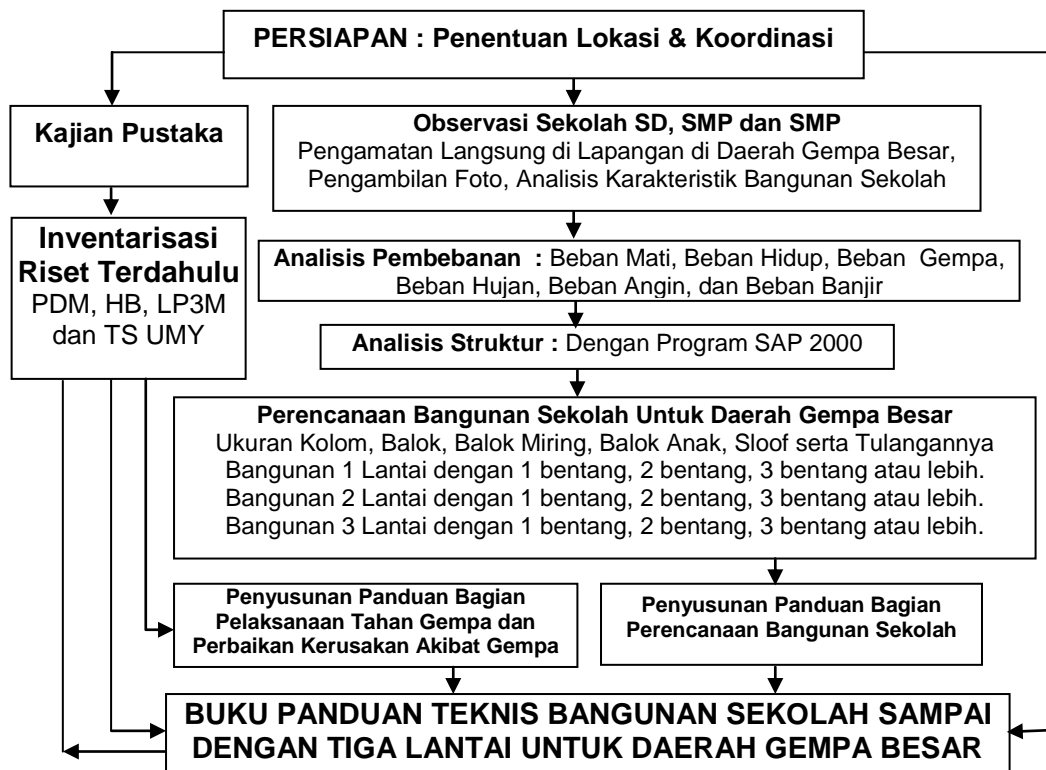 PERSIAPAN : Penentuan Lokasi & Koordinasi
Kajian Pustaka
Observasi Sekolah SD, SMP dan SMP
Pengamatan Langsung di Lapangan di Daerah Gempa Besar,
Pengambilan Foto, Analisis Karakteristik Bangunan Sekolah
Inventarisasi
Riset Terdahulu
PDM, HB, LP3M
dan TS UMY
Analisis Pembebanan : Beban Mati, Beban Hidup, Beban Gempa,
Beban Hujan, Beban Angin, dan Beban Banjir
Analisis Struktur : Dengan Program SAP 2000
Perencanaan Bangunan Sekolah Untuk Daerah Gempa Besar
Ukuran Kolom, Balok, Balok Miring, Balok Anak, Sloof serta Tulangannya
Bangunan 1 Lantai dengan 1 bentang, 2 bentang, 3 bentang atau lebih.
Bangunan 2 Lantai dengan 1 bentang, 2 bentang, 3 bentang atau lebih.
Bangunan 3 Lantai dengan 1 bentang, 2 bentang, 3 bentang atau lebih.
Penyusunan Panduan Bagian
Pelaksanaan Tahan Gempa dan
Perbaikan Kerusakan Akibat Gempa
Penyusunan Panduan Bagian
Perencanaan Bangunan Sekolah
BUKU PANDUAN TEKNIS BANGUNAN SEKOLAH SAMPAI
DENGAN TIGA LANTAI UNTUK DAERAH GEMPA BESAR